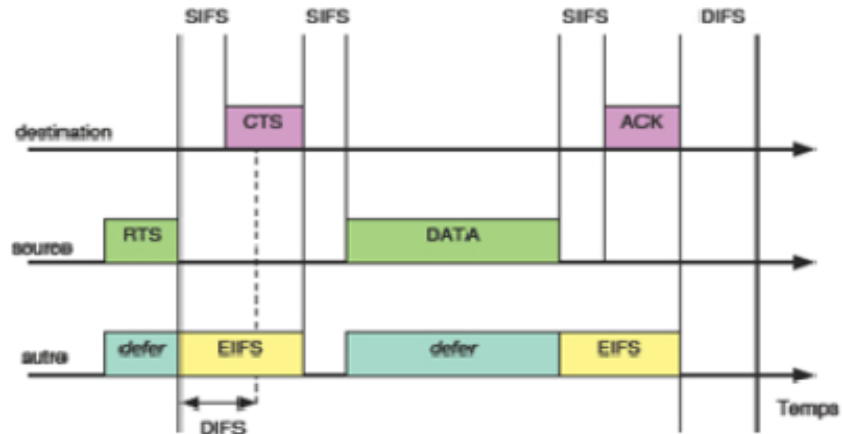 SIFS SIFS SIFS DIFS
CTS ACK
destination
RTS DATA
source
defer EIFS defer EIFS
autre
Temps
DIFS